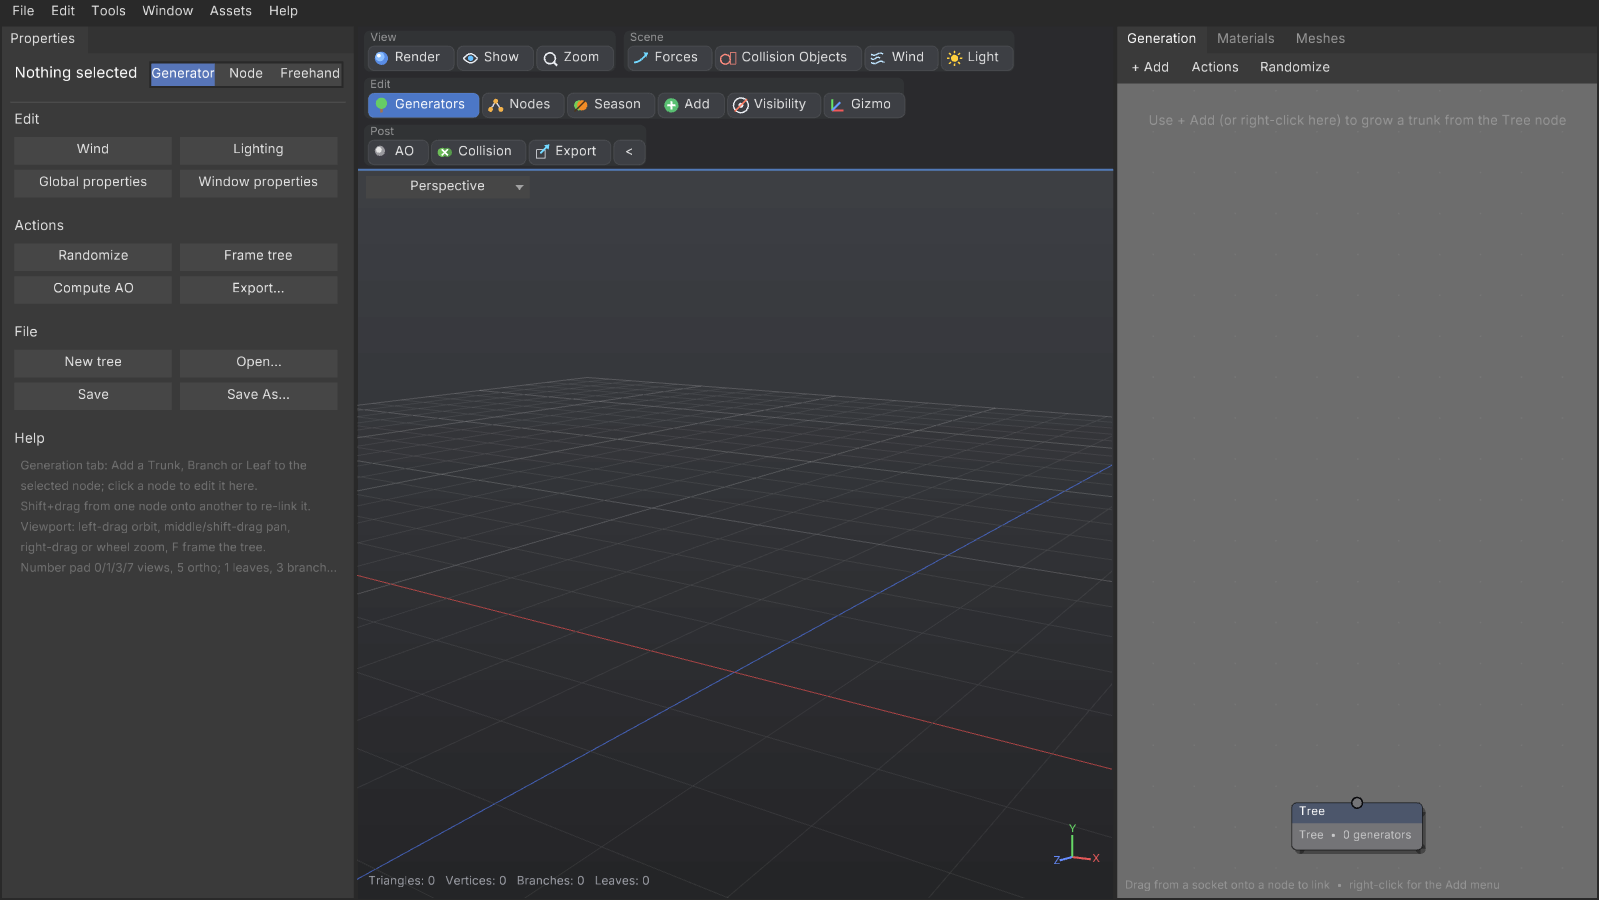 File Edit Tools Window Assets Help
Properties
Nothing selected Generator Node Freehand
Edit
Wind Lighting
Global properties Window properties
Actions
Randomize Frame tree
Compute AO Export...
File
New tree Open...
Save Save As...
Help
Generation tab: Add a Trunk, Branch or Leaf to the
selected node; click a node to edit it here.
Shift+drag from one node onto another to re-link it.
Viewport: left-drag orbit, middle/shift-drag pan,
right-drag or wheel zoom, F frame the tree.
Number pad 0/1/3/7 views, 5 ortho; 1 leaves, 3 branch...
View Scene
Render Show Zoom Forces Collision Objects Wind Light
Edit
Generators Nodes Season Add Visibility Gizmo
Post
AO Collision Export <
Perspective
Y
Z X
Triangles: 0 Vertices: 0 Branches: 0 Leaves: 0
Generation Materials Meshes
+ Add Actions Randomize
Use + Add (or right-click here) to grow a trunk from the Tree node
Tree
Tree • 0 generators
Drag from a socket onto a node to link • right-click for the Add menu